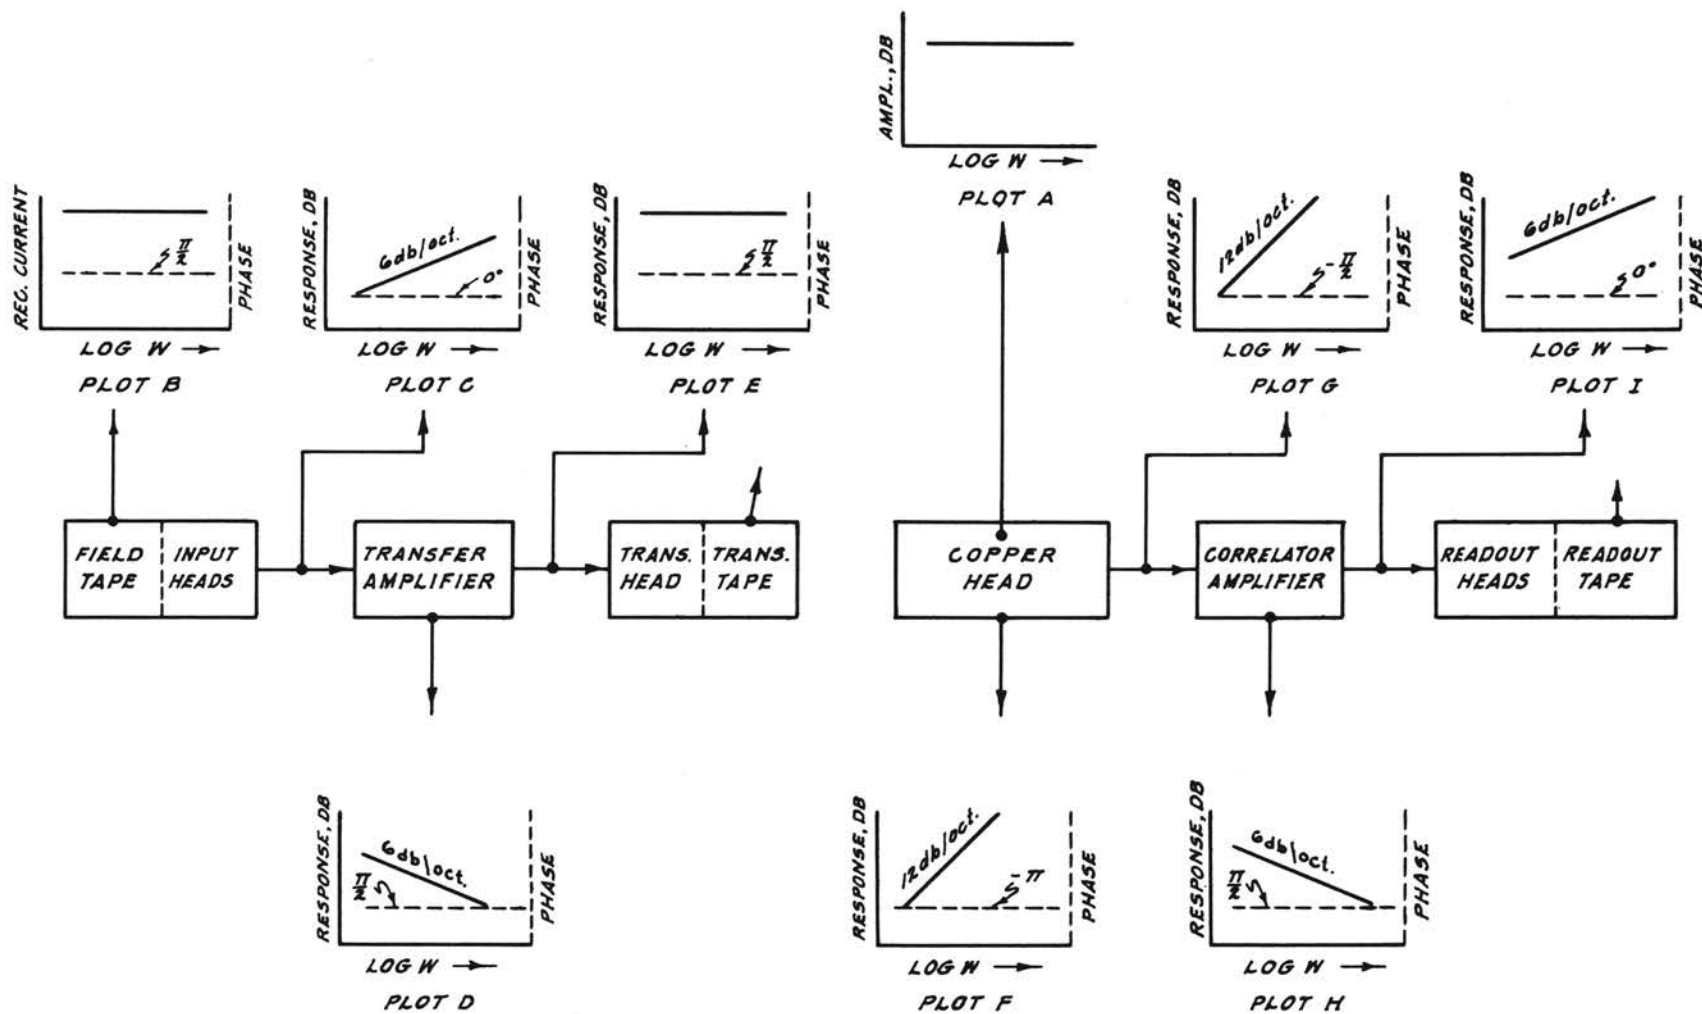 AMPL., DB
LOG W
PLOT A
REC. CURRENT
π/2
PHASE
LOG W
PLOT B
RESPONSE, DB
6db/oct.
0°
PHASE
LOG W
PLOT C
RESPONSE, DB
π/2
PHASE
LOG W
PLOT E
RESPONSE, DB
12db/oct.
-π/2
PHASE
LOG W
PLOT G
RESPONSE, DB
6db/oct.
0°
PHASE
LOG W
PLOT I
FIELD
TAPE
INPUT
HEADS
TRANSFER
AMPLIFIER
TRANS.
HEAD
TRANS.
TAPE
COPPER
HEAD
CORRELATOR
AMPLIFIER
READOUT
HEADS
READOUT
TAPE
RESPONSE, DB
π/2
6db/oct.
PHASE
LOG W
PLOT D
RESPONSE, DB
12db/oct.
-π
PHASE
LOG W
PLOT F
RESPONSE, DB
π/2
6db/oct.
PHASE
LOG W
PLOT H